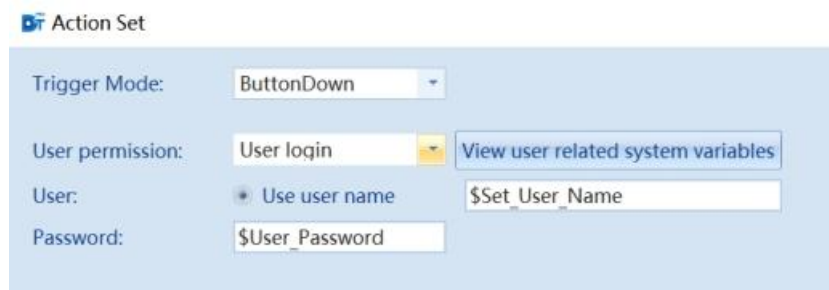 DT Action Set
Trigger Mode: ButtonDown
User permission: User login View user related system variables
User: Use user name $Set_User_Name
Password: $User_Password